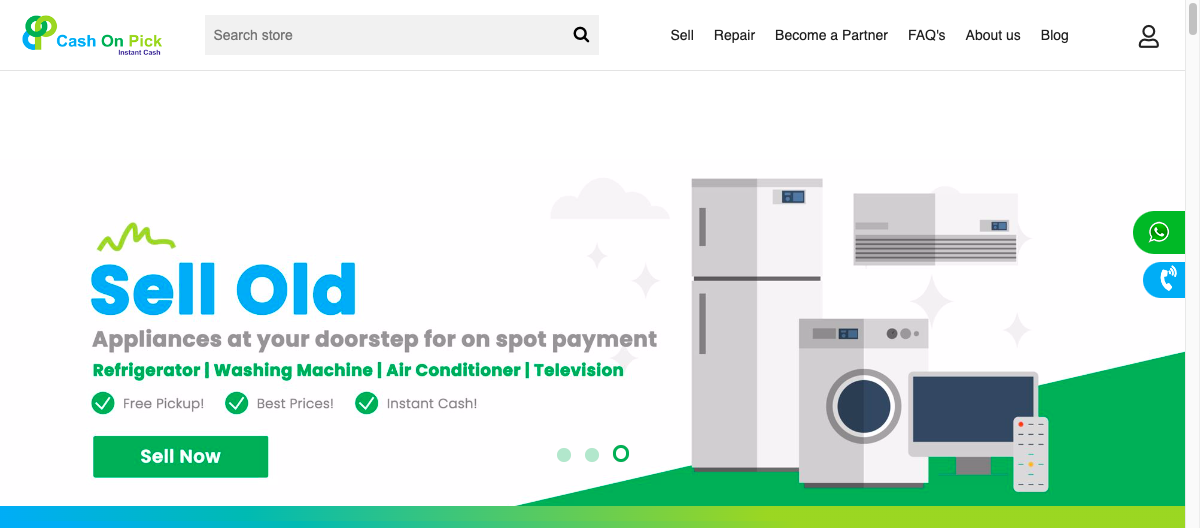 Cash On Pick
Instant Cash
Search store
Sell
Repair
Become a Partner
FAQ's
About us
Blog
Sell Old
Appliances at your doorstep for on spot payment
Refrigerator | Washing Machine | Air Conditioner | Television
Free Pickup!
Best Prices!
Instant Cash!
Sell Now